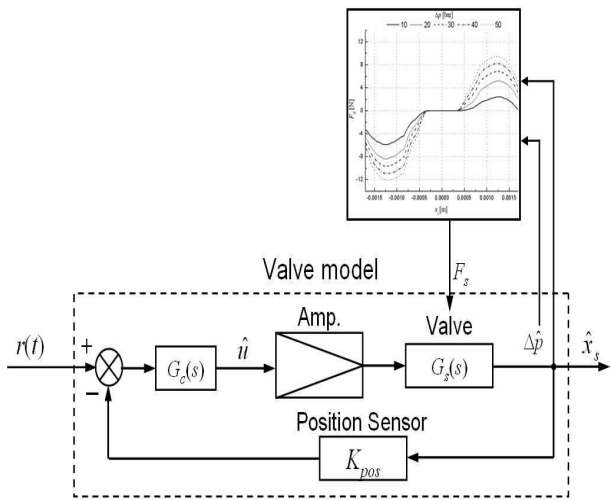 Δp [bar]
10 20 30 40 50
F_s[N]
12
8
4
0
-4
-8
-12
-0.0015 -0.0010 -0.0005 0.0000 0.0005 0.0010 0.0015
x_s[m]
F_s
Valve model
Amp.
Valve
r(t)
+
−
G_c(s)
û
G_s(s)
Δp̂
x̂_s
Position Sensor
K_pos